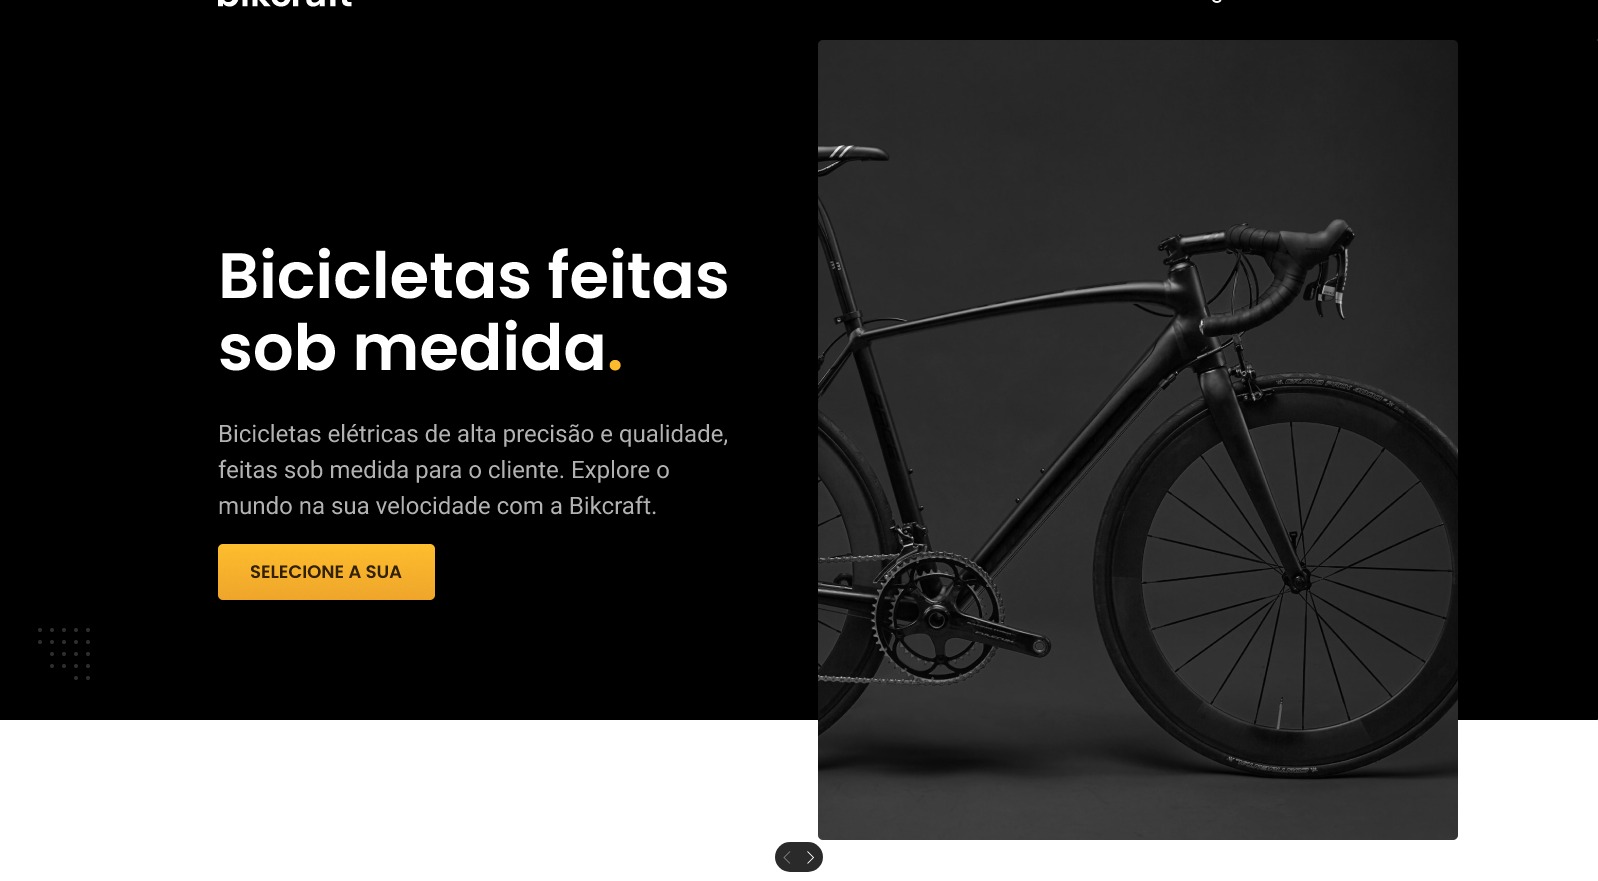 bikcraft
Bicicletas feitas
sob medida.
Bicicletas elétricas de alta precisão e qualidade,
feitas sob medida para o cliente. Explore o
mundo na sua velocidade com a Bikcraft.
SELECIONE A SUA